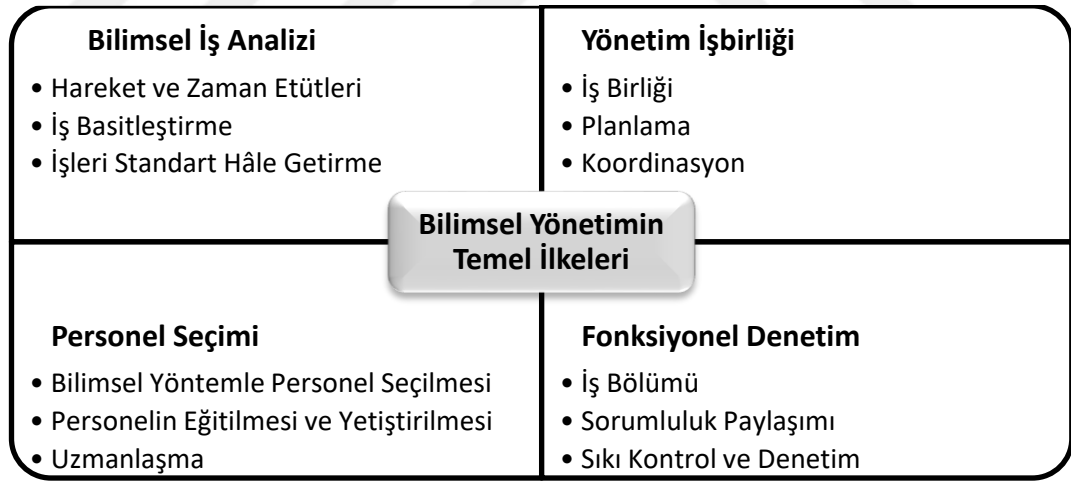 Bilimsel İş Analizi
• Hareket ve Zaman Etütleri
• İş Basitleştirme
• İşleri Standart Hâle Getirme
Yönetim İşbirliği
• İş Birliği
• Planlama
• Koordinasyon
Bilimsel Yönetimin
Temel İlkeleri
Personel Seçimi
• Bilimsel Yöntemle Personel Seçilmesi
• Personelin Eğitilmesi ve Yetiştirilmesi
• Uzmanlaşma
Fonksiyonel Denetim
• İş Bölümü
• Sorumluluk Paylaşımı
• Sıkı Kontrol ve Denetim